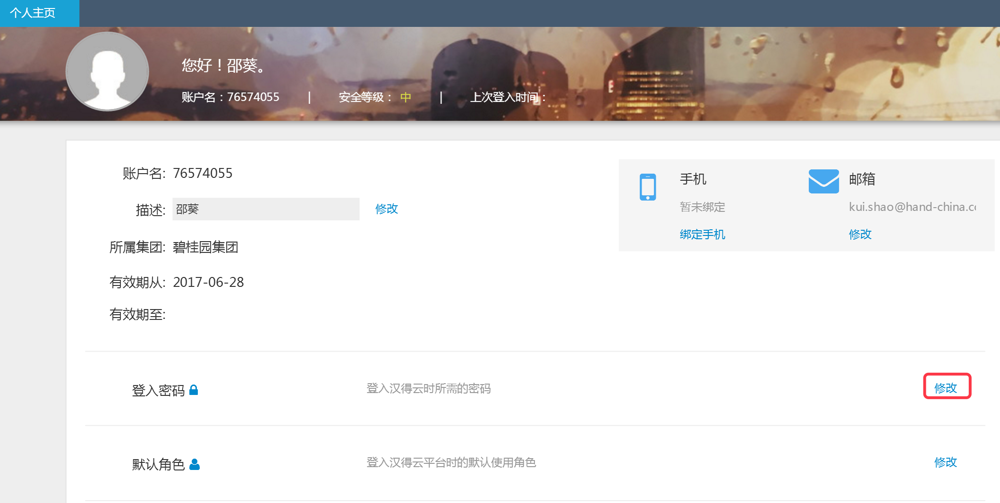 个人主页
您好！邵葵。
账户名：76574055 | 安全等级： 中 | 上次登入时间：
账户名: 76574055
描述: 邵葵 修改
所属集团: 碧桂园集团
有效期从: 2017-06-28
有效期至:
手机
暂未绑定
绑定手机
邮箱
kui.shao@hand-china.c
修改
登入密码 登入汉得云时所需的密码 修改
默认角色 登入汉得云平台时的默认使用角色 修改